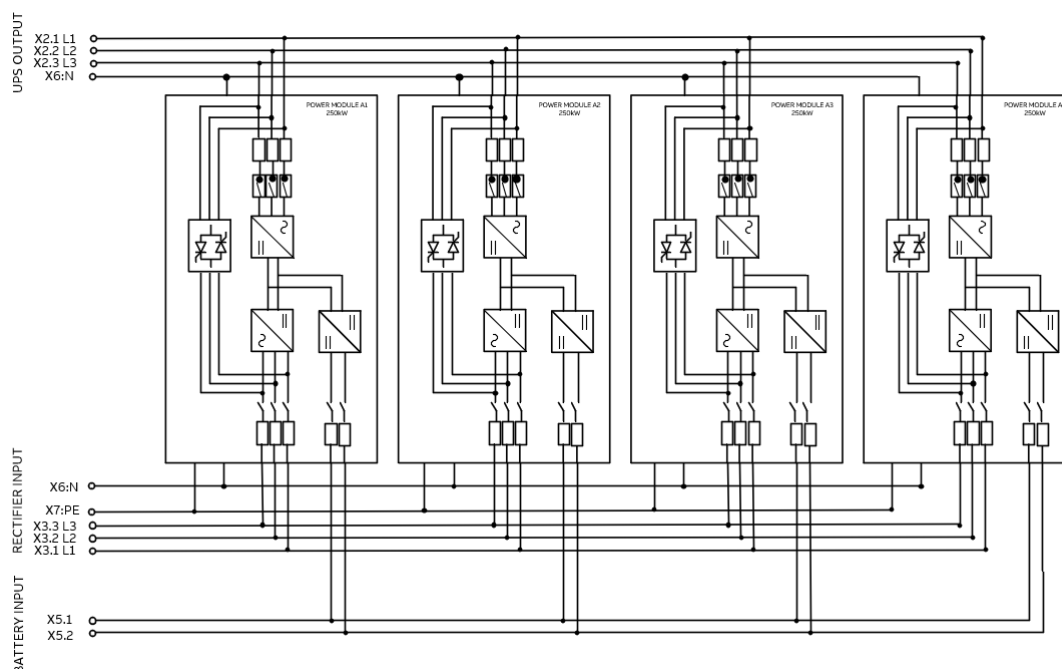 UPS OUTPUT
X2.1 L1
X2.2 L2
X2.3 L3
X6:N
POWER MODULE A1
250kW
POWER MODULE A2
250kW
POWER MODULE A3
250kW
POWER MODULE A
250kW
RECTIFIER INPUT
X6:N
X7:PE
X3.3 L3
X3.2 L2
X3.1 L1
BATTERY INPUT
X5.1
X5.2